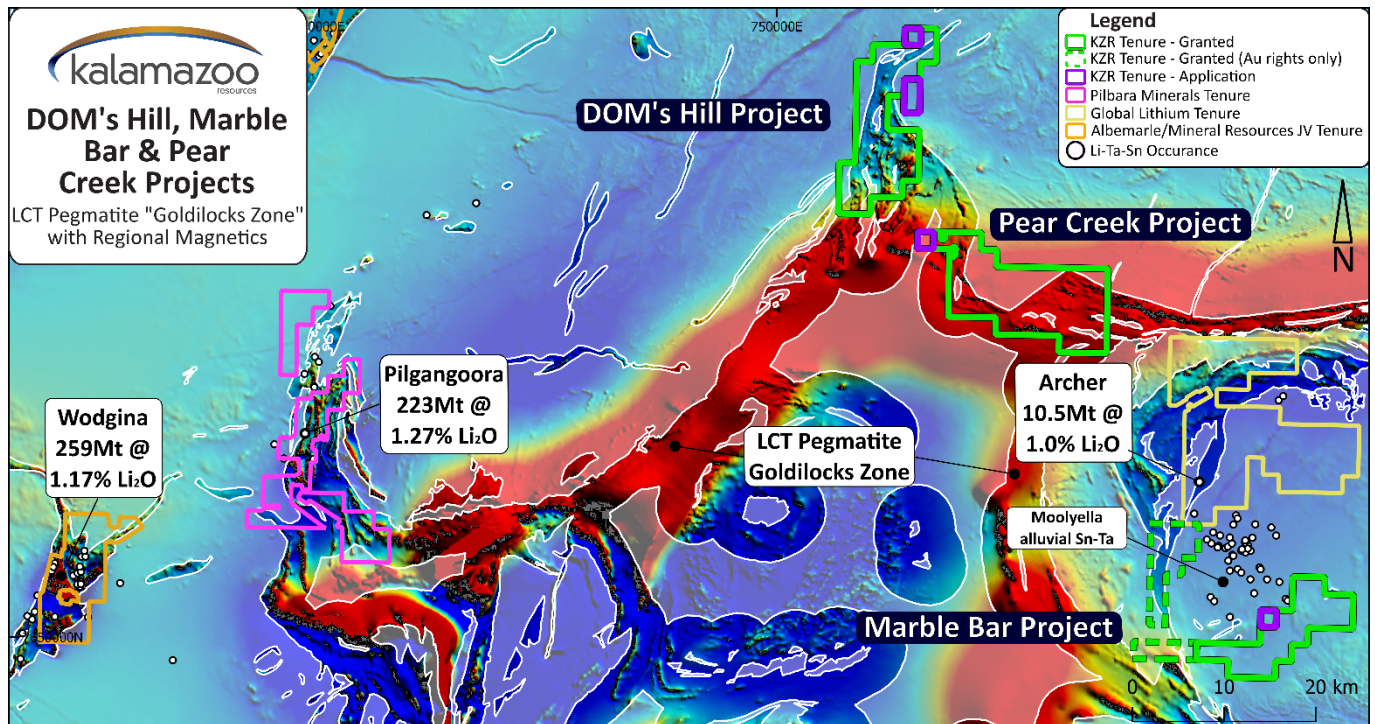 kalamazoo
resources
DOM's Hill, Marble
Bar & Pear
Creek Projects
LCT Pegmatite "Goldilocks Zone"
with Regional Magnetics
0000E
750000E
Legend
KZR Tenure - Granted
KZR Tenure - Granted (Au rights only)
KZR Tenure - Application
Pilbara Minerals Tenure
Global Lithium Tenure
Albemarle/Mineral Resources JV Tenure
Li-Ta-Sn Occurance
N
DOM's Hill Project
Pear Creek Project
Pilgangoora
223Mt @
1.27% Li₂O
Wodgina
259Mt @
1.17% Li₂O
Archer
10.5Mt @
1.0% Li₂O
LCT Pegmatite
Goldilocks Zone
Moolyella
alluvial Sn-Ta
Marble Bar Project
50000N
0 10 20 km